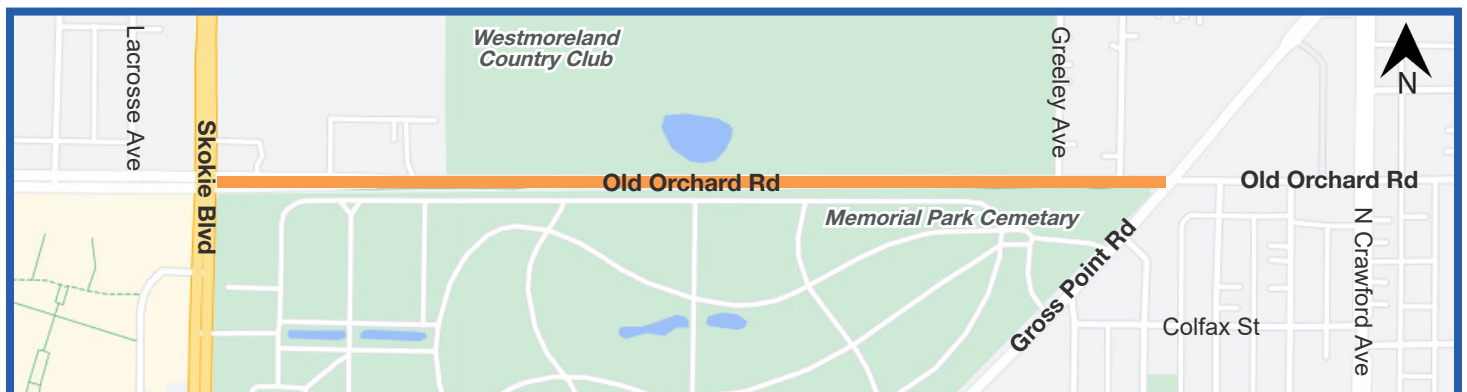 Westmoreland
Country Club
Lacrosse Ave
Greeley Ave
N
Skokie Blvd
Old Orchard Rd
Old Orchard Rd
Memorial Park Cemetary
Gross Point Rd
N Crawford Ave
Colfax St